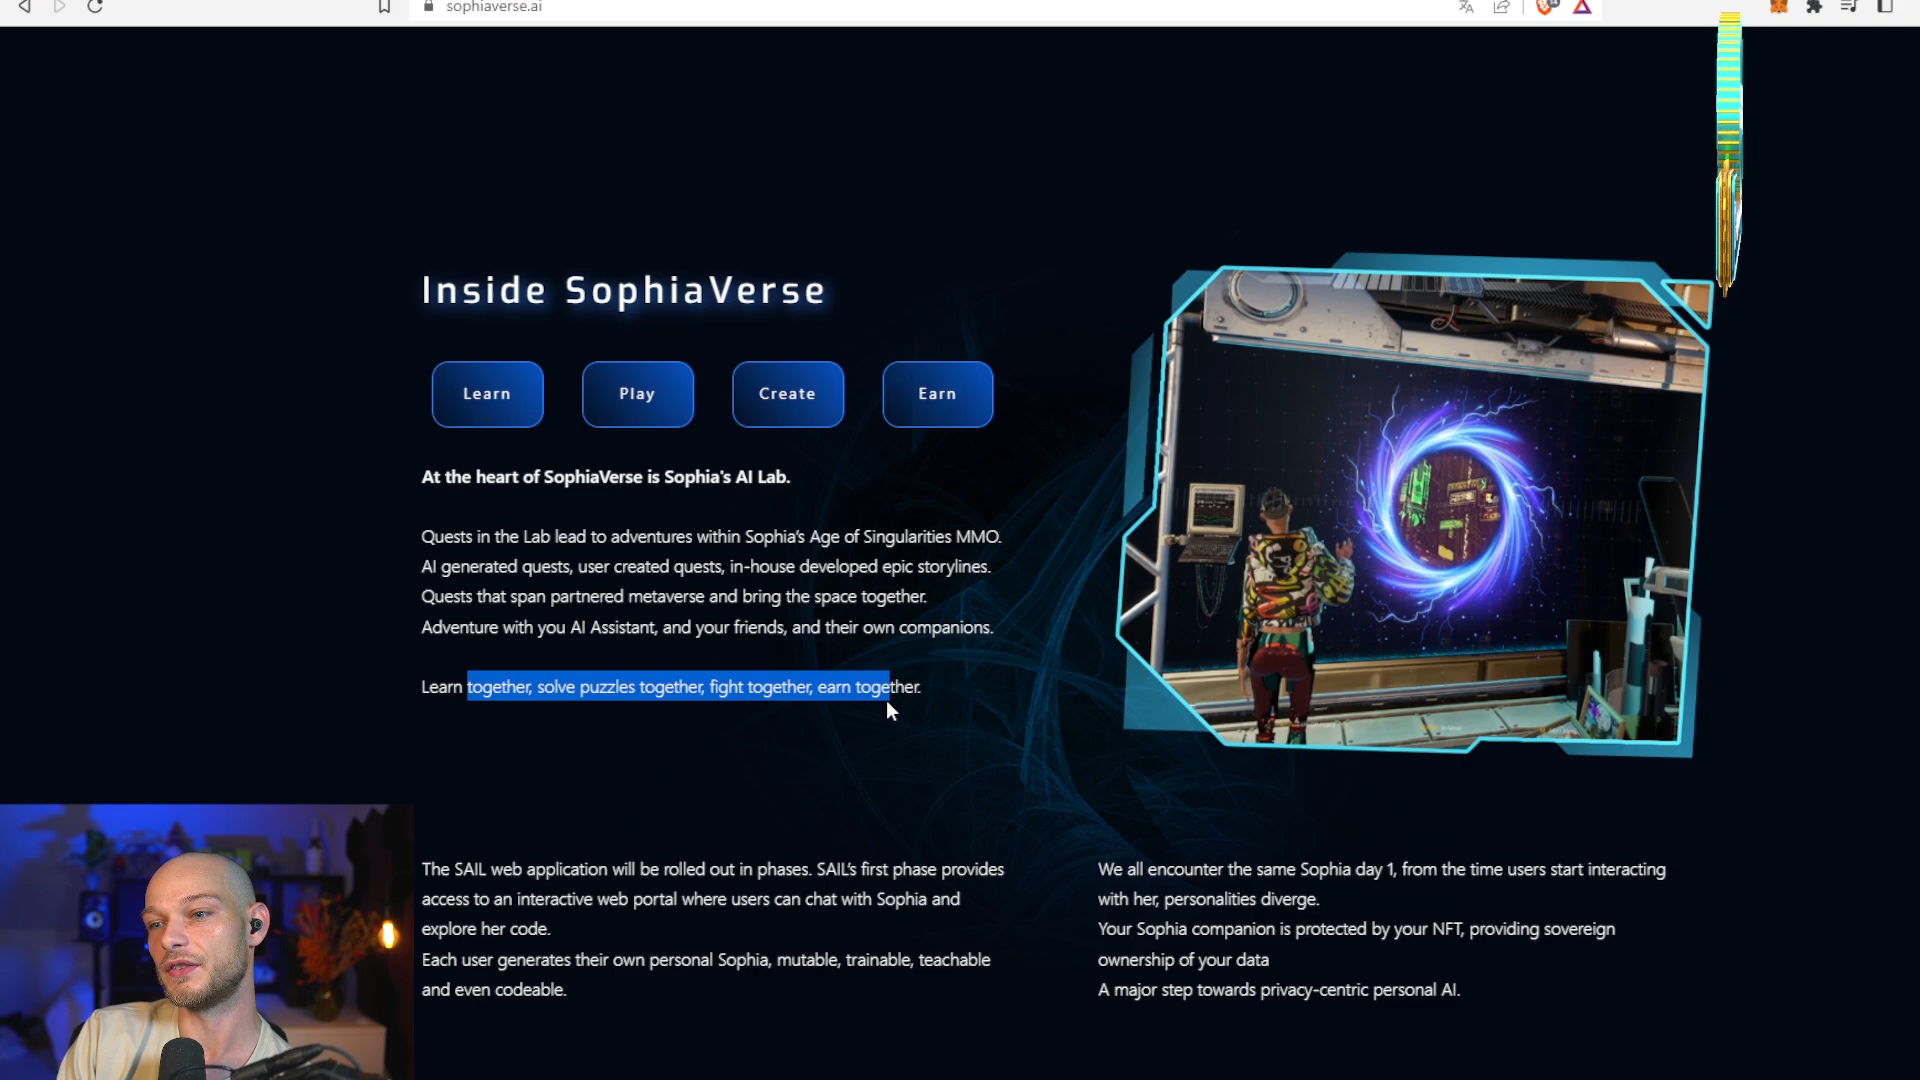 sophiaverse.ai
Inside SophiaVerse
Learn
Play
Create
Earn
At the heart of SophiaVerse is Sophia's AI Lab.
Quests in the Lab lead to adventures within Sophia's Age of Singularities MMO.
AI generated quests, user created quests, in-house developed epic storylines.
Quests that span partnered metaverse and bring the space together.
Adventure with you AI Assistant, and your friends, and their own companions.
Learn together, solve puzzles together, fight together, earn together.
The SAIL web application will be rolled out in phases. SAIL's first phase provides
access to an interactive web portal where users can chat with Sophia and
explore her code.
Each user generates their own personal Sophia, mutable, trainable, teachable
and even codeable.
We all encounter the same Sophia day 1, from the time users start interacting
with her, personalities diverge.
Your Sophia companion is protected by your NFT, providing sovereign
ownership of your data
A major step towards privacy-centric personal AI.